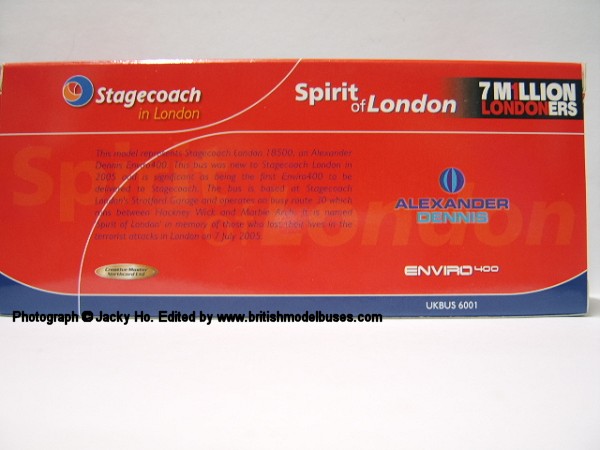 Stagecoach
in London
Spirit
of London
7 M1LLION
LONDONERS
This model represents Stagecoach London 18500, an Alexander
Dennis Enviro400. This bus was new to Stagecoach London in
2005 and is significant as being the first Enviro400 to be
delivered to Stagecoach. The bus is based at Stagecoach
London's Stratford Garage and operates on busy route 30 which
runs between Hackney Wick and Marble Arch. It is named
'Spirit of London' in memory of those who lost their lives in the
terrorist attacks in London on 7 July 2005.
Spirit of London
ALEXANDER
DENNIS
Creative Master
Northcord Ltd
ENVIRO400
UKBUS 6001
Photograph © Jacky Ho. Edited by www.britishmodelbuses.com